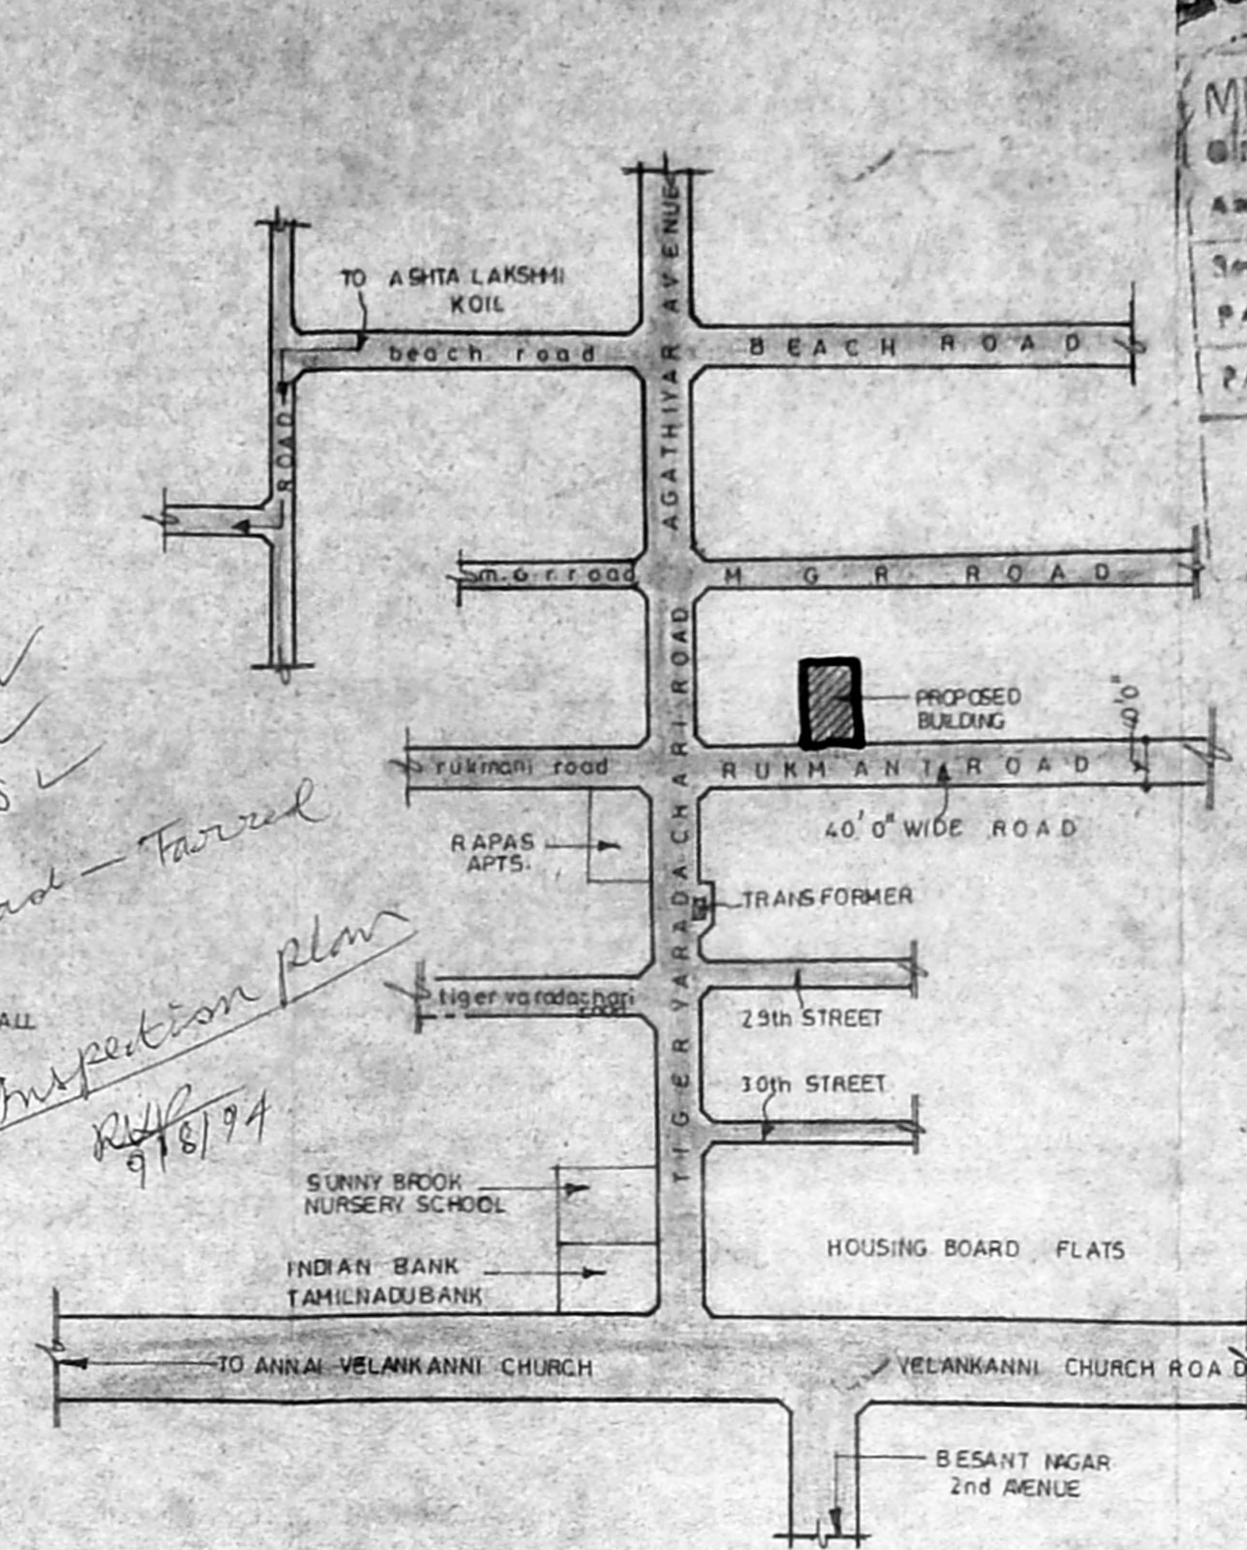 AGATHIYAR AVENUE
TO ASHTA LAKSHMI
KOIL
beach road
BEACH ROAD
ROAD
m.g.r.road
M G R ROAD
PROPOSED
BUILDING
40'0"
rukmani road
RUKMANI ROAD
40'0" WIDE ROAD
RAPAS
APTS.
TRANSFORMER
THIGER VARADACHARI ROAD
tiger varadachari
road
29th STREET
30th STREET
Tarred
Inspection plan
9/8/94
ALL
SUNNY BROOK
NURSERY SCHOOL
INDIAN BANK
TAMILNADU BANK
HOUSING BOARD FLATS
TO ANNAI VELANKANNI CHURCH
VELANKANNI CHURCH ROAD
BESANT NAGAR
2nd AVENUE